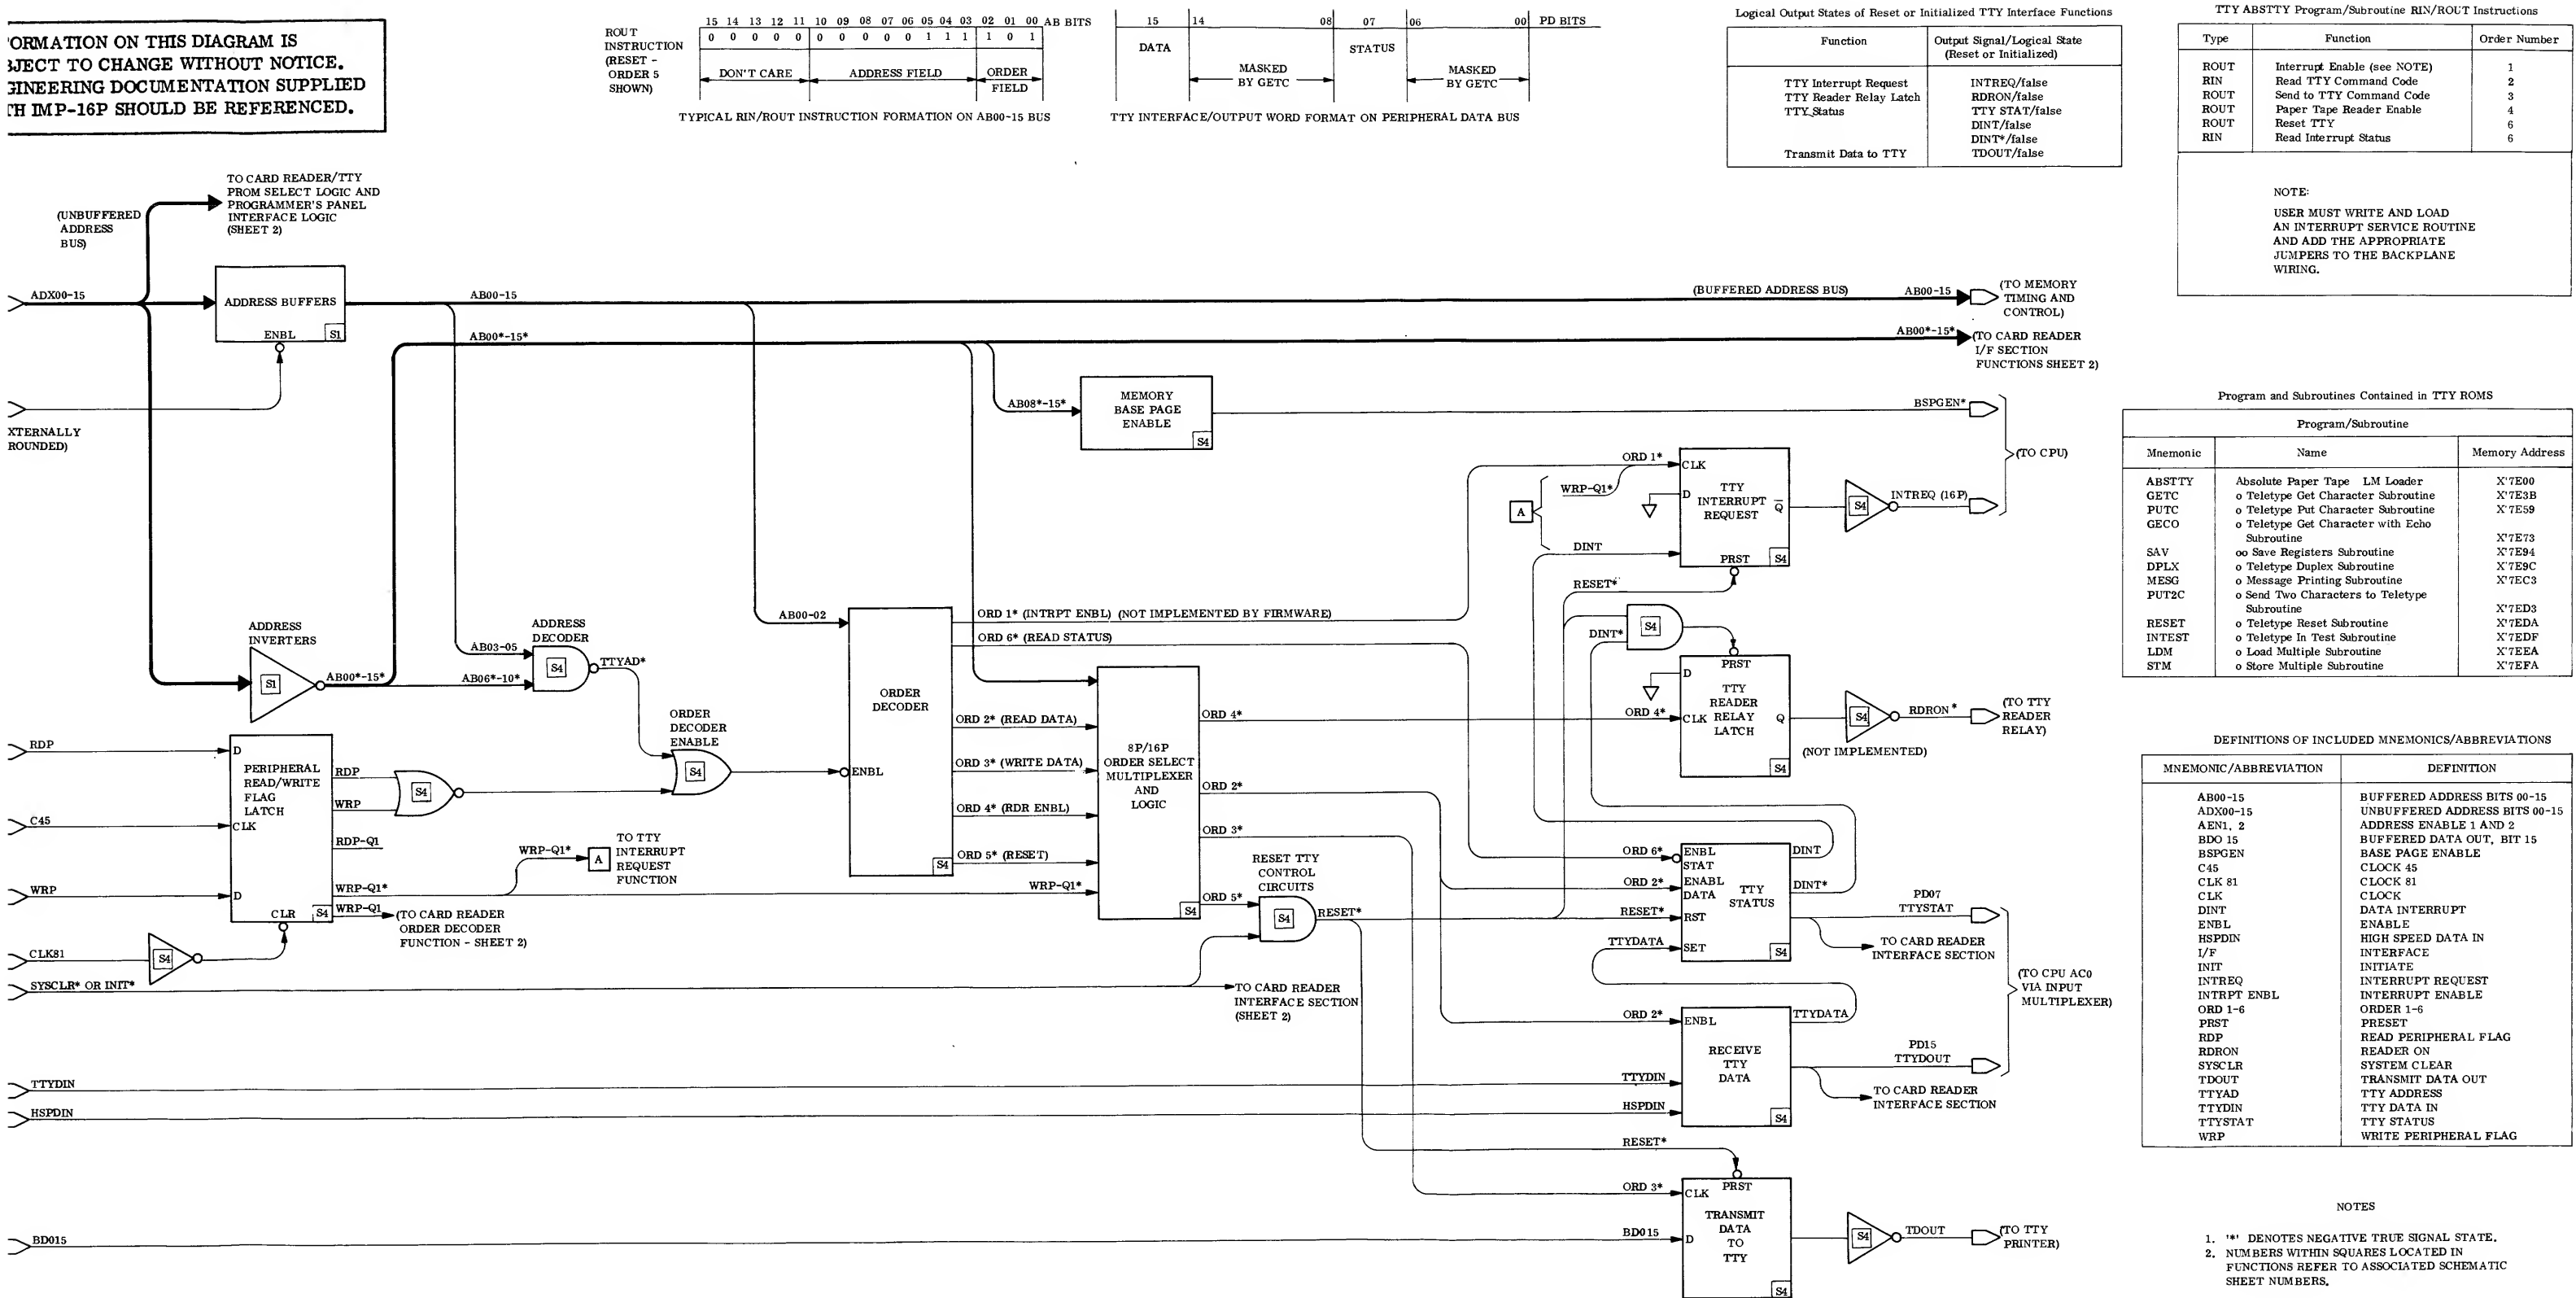 'ORMATION ON THIS DIAGRAM IS
BJECT TO CHANGE WITHOUT NOTICE.
GINEERING DOCUMENTATION SUPPLIED
TH IMP-16P SHOULD BE REFERENCED.
15 14 13 12 11 10 09 08 07 06 05 04 03 02 01 00 AB BITS
ROUT
INSTRUCTION
(RESET -
ORDER 5
SHOWN)
0 0 0 0 0 0 0 0 0 0 1 1 1 1 0 1
DON'T CARE
ADDRESS FIELD
ORDER
FIELD
TYPICAL RIN/ROUT INSTRUCTION FORMATION ON AB00-15 BUS
15 14 08 07 06 00 PD BITS
DATA
MASKED
BY GETC
STATUS
MASKED
BY GETC
TTY INTERFACE/OUTPUT WORD FORMAT ON PERIPHERAL DATA BUS
Logical Output States of Reset or Initialized TTY Interface Functions
Function
Output Signal/Logical State
(Reset or Initialized)
TTY Interrupt Request INTREQ/false
TTY Reader Relay Latch RDRON/false
TTY Status TTY STAT/false
DINT/false
DINT*/false
Transmit Data to TTY TDOUT/false
TTY ABSTTY Program/Subroutine RIN/ROUT Instructions
Type Function Order Number
ROUT Interrupt Enable (see NOTE) 1
RIN Read TTY Command Code 2
ROUT Send to TTY Command Code 3
ROUT Paper Tape Reader Enable 4
ROUT Reset TTY 6
RIN Read Interrupt Status 6
NOTE:
USER MUST WRITE AND LOAD
AN INTERRUPT SERVICE ROUTINE
AND ADD THE APPROPRIATE
JUMPERS TO THE BACKPLANE
WIRING.
TO CARD READER/TTY
PROM SELECT LOGIC AND
PROGRAMMER'S PANEL
INTERFACE LOGIC
(SHEET 2)
(UNBUFFERED
ADDRESS
BUS)
ADX00-15
ADDRESS BUFFERS
ENBL
S1
AB00-15
(BUFFERED ADDRESS BUS)
AB00-15
(TO MEMORY
TIMING AND
CONTROL)
AB00*-15*
AB00*-15*
(TO CARD READER
I/F SECTION
FUNCTIONS SHEET 2)
XTERNALLY
ROUNDED)
AB08*-15*
MEMORY
BASE PAGE
ENABLE
S4
BSPGEN*
(TO CPU)
ORD 1*
WRP-Q1*
A
DINT
CLK
D
TTY
INTERRUPT
REQUEST
Q
PRST
S4
S4
INTREQ (16P)
RESET*
DINT*
S4
PRST
D
TTY
READER
RELAY
LATCH
ORD 4*
CLK
Q
S4
S4
RDRON*
(TO TTY
READER
RELAY)
(NOT IMPLEMENTED)
ADDRESS
INVERTERS
S1
AB00*-15*
ADDRESS
DECODER
AB03-05
AB06*-10*
S4
TTYAD*
ORDER
DECODER
ENABLE
S4
AB00-02
ENBL
ORDER
DECODER
S4
ORD 1* (INTRPT ENBL) (NOT IMPLEMENTED BY FIRMWARE)
ORD 6* (READ STATUS)
ORD 2* (READ DATA)
ORD 3* (WRITE DATA)
ORD 4* (RDR ENBL)
ORD 5* (RESET)
WRP-Q1*
8P/16P
ORDER SELECT
MULTIPLEXER
AND
LOGIC
S4
ORD 4*
ORD 2*
ORD 3*
ORD 5*
RDP
C45
WRP
D
PERIPHERAL
READ/WRITE
FLAG
LATCH
CLK
D
CLR
S4
RDP
WRP
S4
RDP-Q1
WRP-Q1*
WRP-Q1
WRP-Q1*
A
TO TTY
INTERRUPT
REQUEST
FUNCTION
(TO CARD READER
ORDER DECODER
FUNCTION - SHEET 2)
CLK81
S4
SYSCLR* OR INIT*
RESET TTY
CONTROL
CIRCUITS
S4
RESET*
TO CARD READER
INTERFACE SECTION
(SHEET 2)
ORD 6*
ORD 2*
RESET*
TTYDATA
ENBL
STAT
ENABL
DATA
RST
SET
TTY
STATUS
S4
DINT
DINT*
PD07
TTYSTAT
TO CARD READER
INTERFACE SECTION
(TO CPU AC0
VIA INPUT
MULTIPLEXER)
ORD 2*
ENBL
RECEIVE
TTY
DATA
S4
TTYDATA
PD15
TTYDOUT
TO CARD READER
INTERFACE SECTION
TTYDIN
TTYDIN
HSPDIN
HSPDIN
RESET*
ORD 3*
BD015
BD015
CLK
PRST
TRANSMIT
DATA
TO
TTY
D
S4
S4
TDOUT
(TO TTY
PRINTER)
Program and Subroutines Contained in TTY ROMS
Program/Subroutine
Mnemonic Name Memory Address
ABSTTY Absolute Paper Tape LM Loader X'7E00
GETC o Teletype Get Character Subroutine X'7E3B
PUTC o Teletype Put Character Subroutine X'7E59
GECO o Teletype Get Character with Echo
Subroutine X'7E73
SAV oo Save Registers Subroutine X'7E94
DPLX o Teletype Duplex Subroutine X'7E9C
MESG o Message Printing Subroutine X'7EC3
PUT2C o Send Two Characters to Teletype
Subroutine X'7ED3
RESET o Teletype Reset Subroutine X'7EDA
INTEST o Teletype In Test Subroutine X'7EDF
LDM o Load Multiple Subroutine X'7EEA
STM o Store Multiple Subroutine X'7EFA
DEFINITIONS OF INCLUDED MNEMONICS/ABBREVIATIONS
MNEMONIC/ABBREVIATION DEFINITION
AB00-15 BUFFERED ADDRESS BITS 00-15
ADX00-15 UNBUFFERED ADDRESS BITS 00-15
AEN1, 2 ADDRESS ENABLE 1 AND 2
BDO 15 BUFFERED DATA OUT, BIT 15
BSPGEN BASE PAGE ENABLE
C45 CLOCK 45
CLK 81 CLOCK 81
CLK CLOCK
DINT DATA INTERRUPT
ENBL ENABLE
HSPDIN HIGH SPEED DATA IN
I/F INTERFACE
INIT INITIATE
INTREQ INTERRUPT REQUEST
INTRPT ENBL INTERRUPT ENABLE
ORD 1-6 ORDER 1-6
PRST PRESET
RDP READ PERIPHERAL FLAG
RDRON READER ON
SYSCLR SYSTEM CLEAR
TDOUT TRANSMIT DATA OUT
TTYAD TTY ADDRESS
TTYDIN TTY DATA IN
TTYSTAT TTY STATUS
WRP WRITE PERIPHERAL FLAG
NOTES
1. '*' DENOTES NEGATIVE TRUE SIGNAL STATE.
2. NUMBERS WITHIN SQUARES LOCATED IN
FUNCTIONS REFER TO ASSOCIATED SCHEMATIC
SHEET NUMBERS.